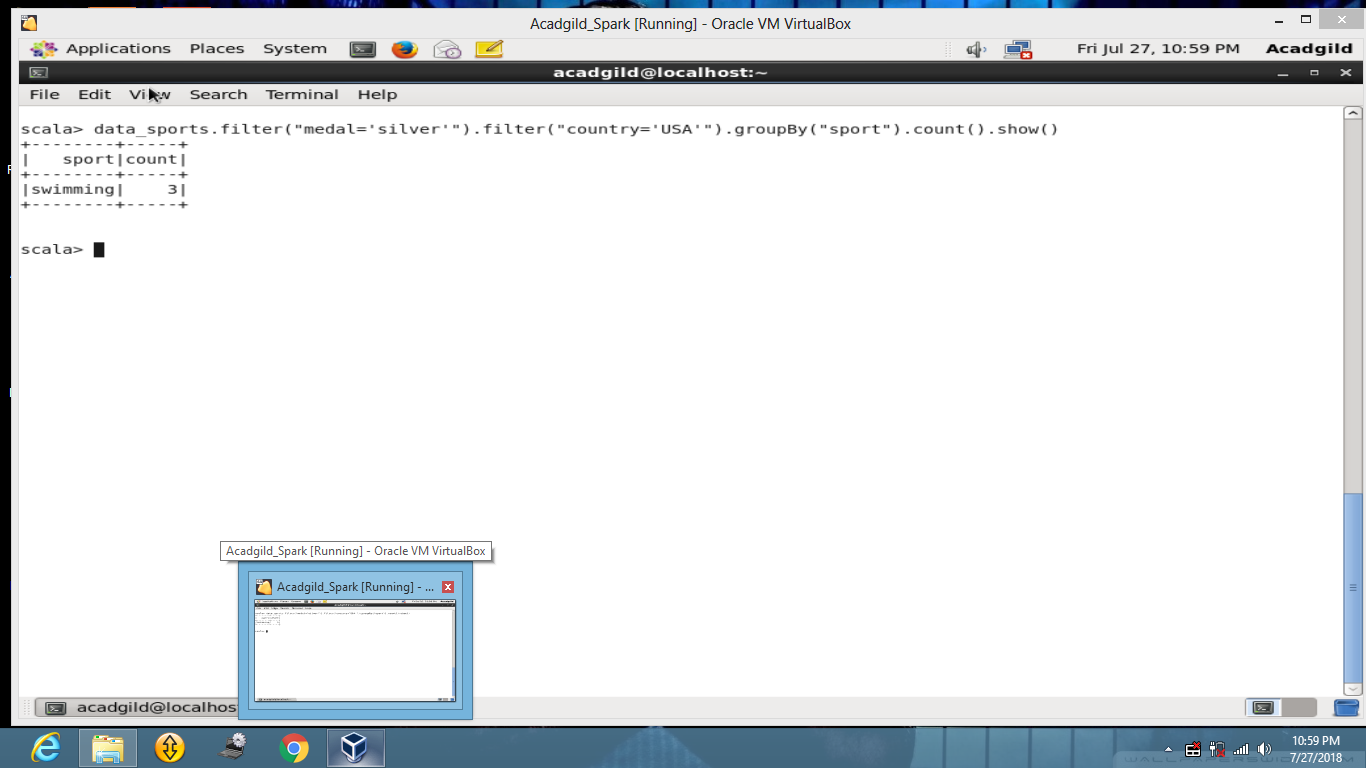 Acadgild_Spark [Running] - Oracle VM VirtualBox
Applications Places System Fri Jul 27, 10:59 PM Acadgild
acadgild@localhost:~
File Edit View Search Terminal Help
scala> data_sports.filter("medal='silver'").filter("country='USA'").groupBy("sport").count().show()
+--------+-----+
|   sport|count|
+--------+-----+
|swimming|    3|
+--------+-----+
scala>
Acadgild_Spark [Running] - Oracle VM VirtualBox
Acadgild_Spark [Running] - ...
acadgild@localhos
10:59 PM
7/27/2018